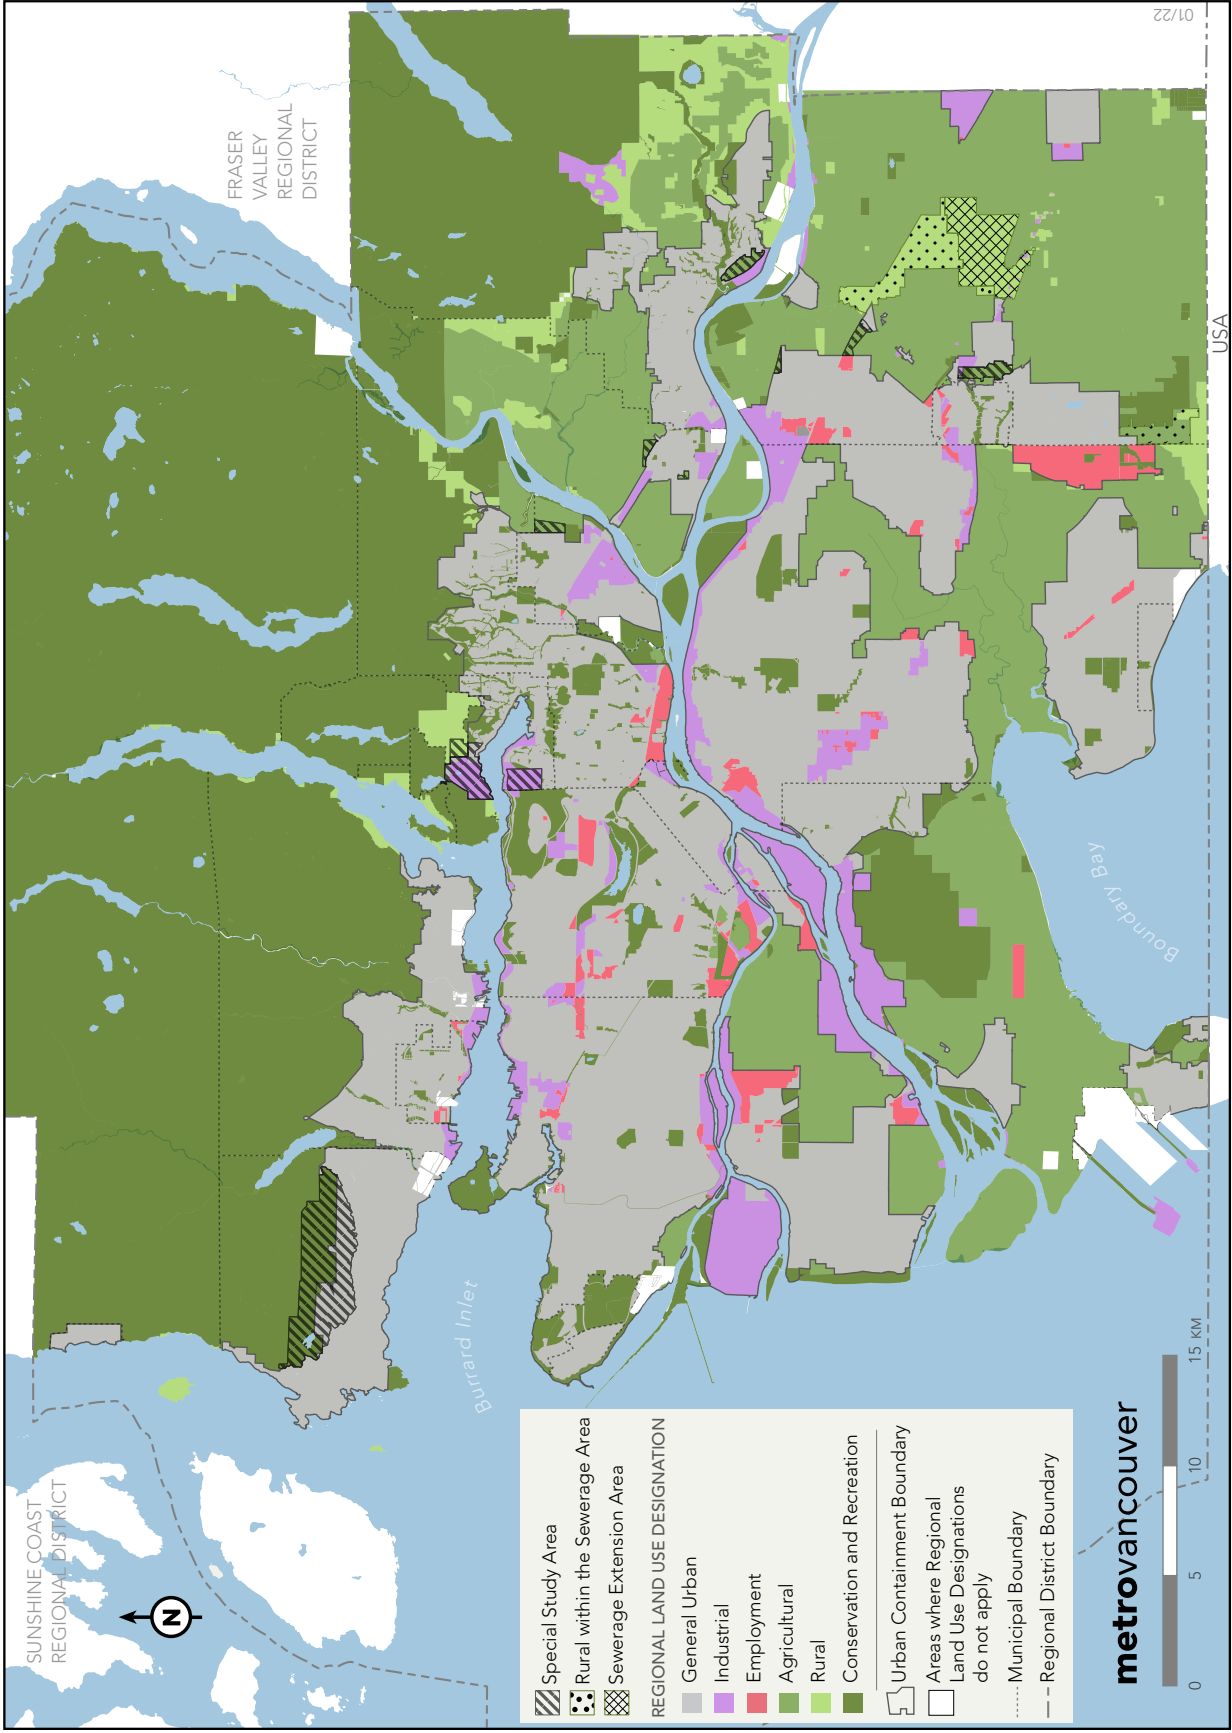 SUNSHINE COAST
REGIONAL DISTRICT
FRASER
VALLEY
REGIONAL
DISTRICT
01/22
N
Burrard Inlet
Boundary Bay
USA
Special Study Area
Rural within the Sewerage Area
Sewerage Extension Area
REGIONAL LAND USE DESIGNATION
General Urban
Industrial
Employment
Agricultural
Rural
Conservation and Recreation
Urban Containment Boundary
Areas where Regional
Land Use Designations
do not apply
Municipal Boundary
Regional District Boundary
metrovancouver
0 5 10 15 KM